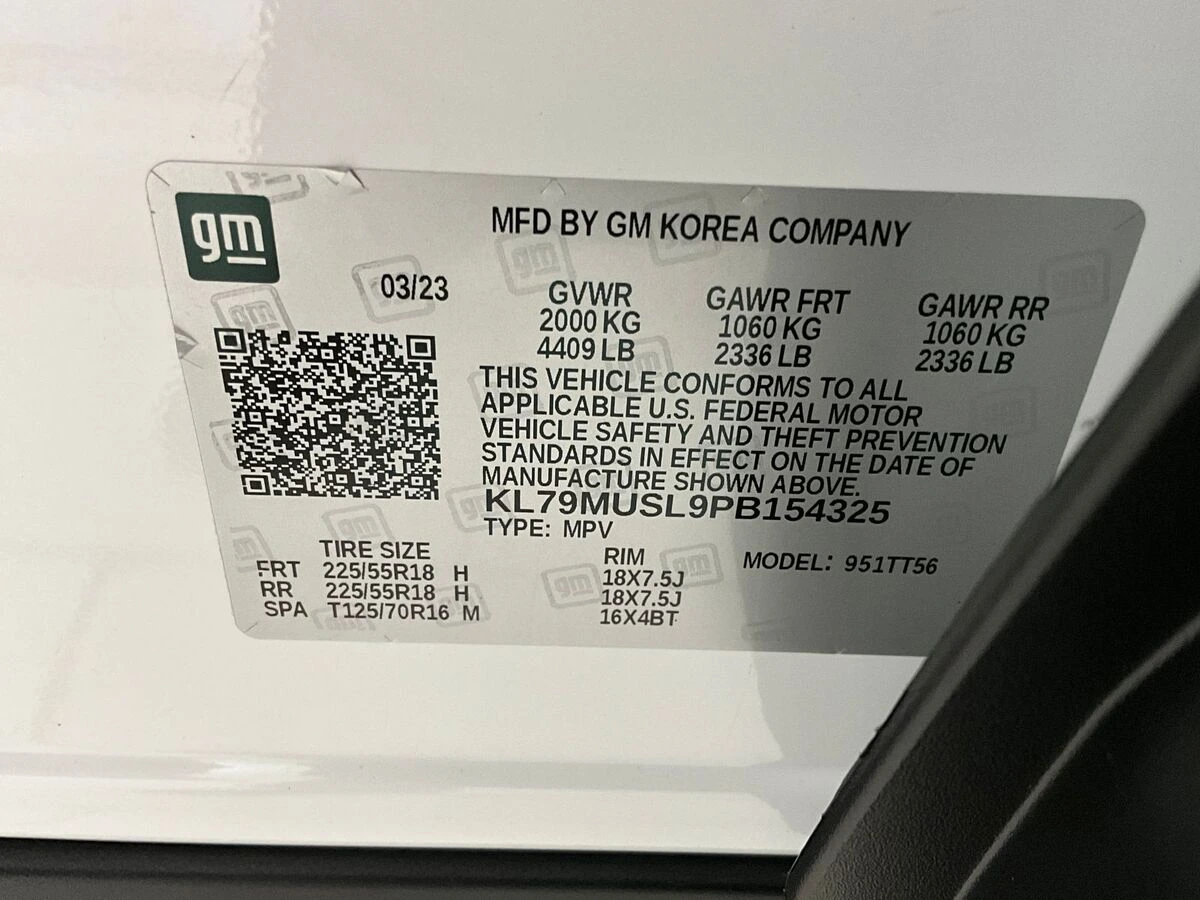 gm
MFD BY GM KOREA COMPANY
03/23
GVWR GAWR FRT GAWR RR
2000 KG 1060 KG 1060 KG
4409 LB 2336 LB 2336 LB
THIS VEHICLE CONFORMS TO ALL
APPLICABLE U.S. FEDERAL MOTOR
VEHICLE SAFETY AND THEFT PREVENTION
STANDARDS IN EFFECT ON THE DATE OF
MANUFACTURE SHOWN ABOVE.
KL79MUSL9PB154325
TYPE: MPV
TIRE SIZE RIM MODEL: 951TT56
FRT 225/55R18 H 18X7.5J
RR 225/55R18 H 18X7.5J
SPA T125/70R16 M 16X4BT